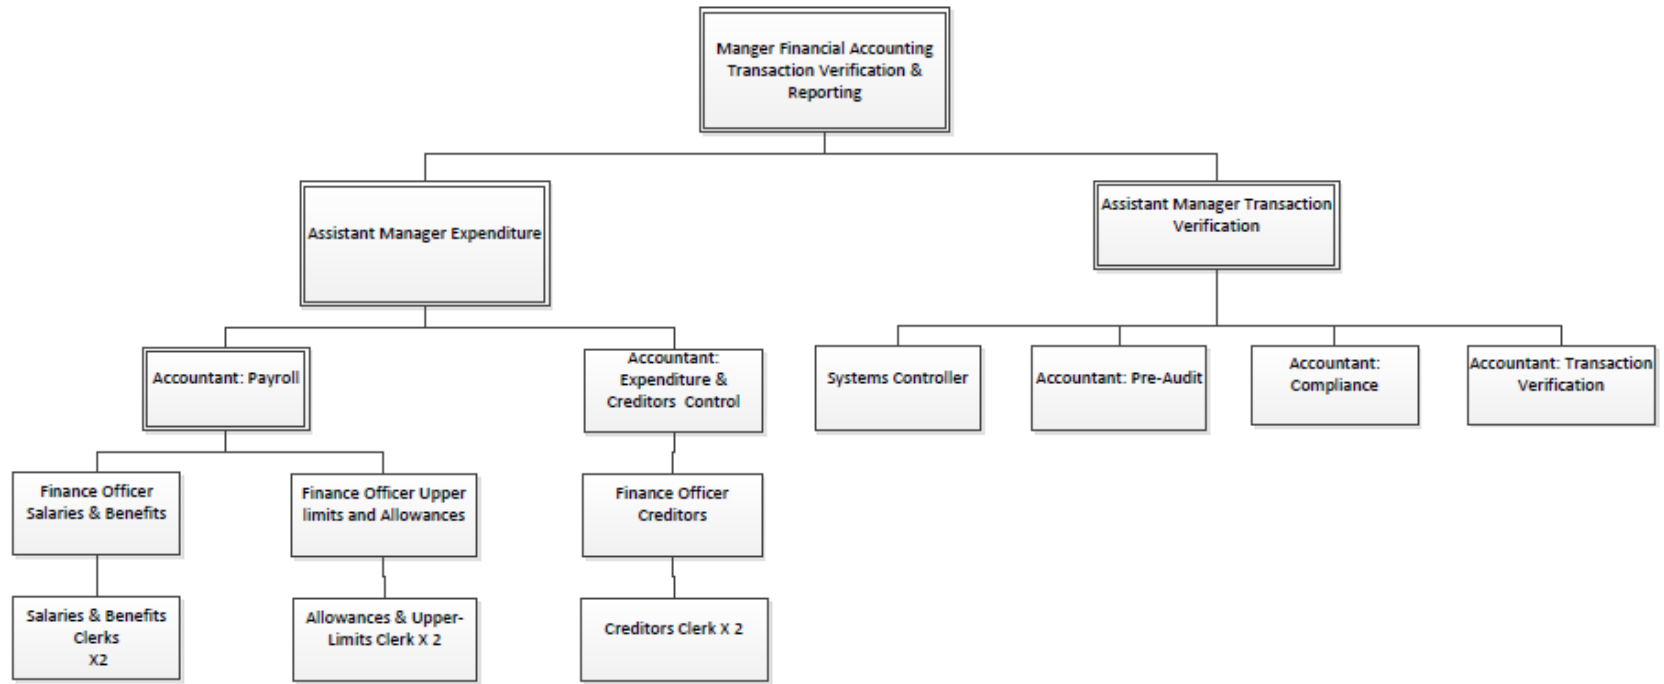 Manger Financial Accounting
Transaction Verification &
Reporting
Assistant Manager Expenditure
Assistant Manager Transaction
Verification
Accountant: Payroll
Accountant:
Expenditure &
Creditors Control
Systems Controller
Accountant: Pre-Audit
Accountant:
Compliance
Accountant: Transaction
Verification
Finance Officer
Salaries & Benefits
Finance Officer Upper
limits and Allowances
Finance Officer
Creditors
Salaries & Benefits
Clerks
X2
Allowances & Upper-
Limits Clerk X 2
Creditors Clerk X 2